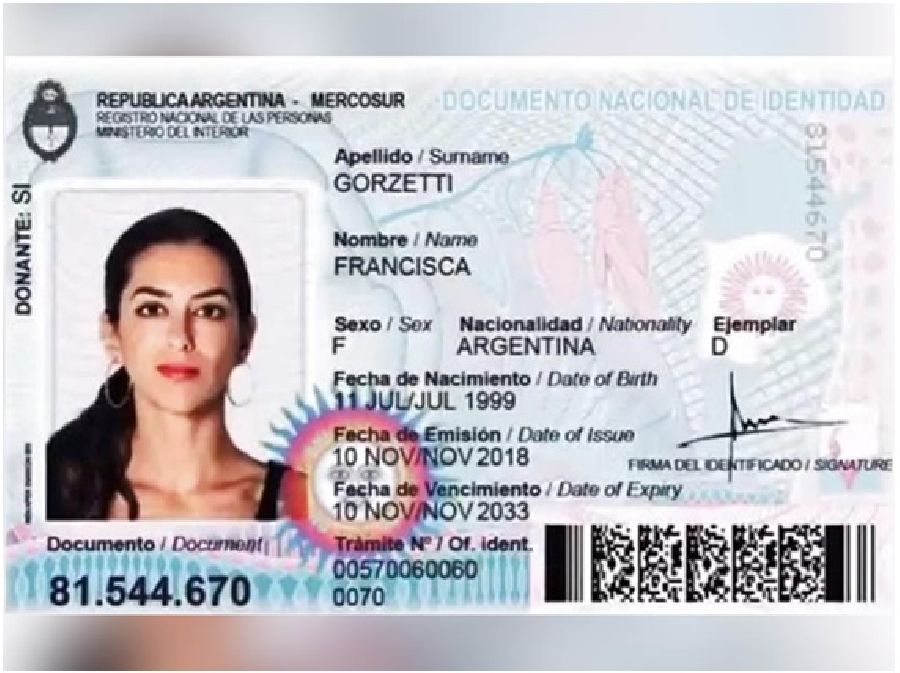 REPUBLICA ARGENTINA - MERCOSUR
REGISTRO NACIONAL DE LAS PERSONAS
MINISTERIO DEL INTERIOR
DOCUMENTO NACIONAL DE IDENTIDAD
DONANTE: SI
81544670
Apellido / Surname
GORZETTI
Nombre / Name
FRANCISCA
Sexo / Sex Nacionalidad / Nationality Ejemplar
F ARGENTINA D
Fecha de Nacimiento / Date of Birth
11 JUL/JUL 1999
Fecha de Emisión / Date of Issue
10 NOV/NOV 2018
FIRMA DEL IDENTIFICADO / SIGNATURE
Fecha de Vencimiento / Date of Expiry
10 NOV/NOV 2033
Documento / Document
81.544.670
Trámite Nº / Of. ident.
00570060060
0070